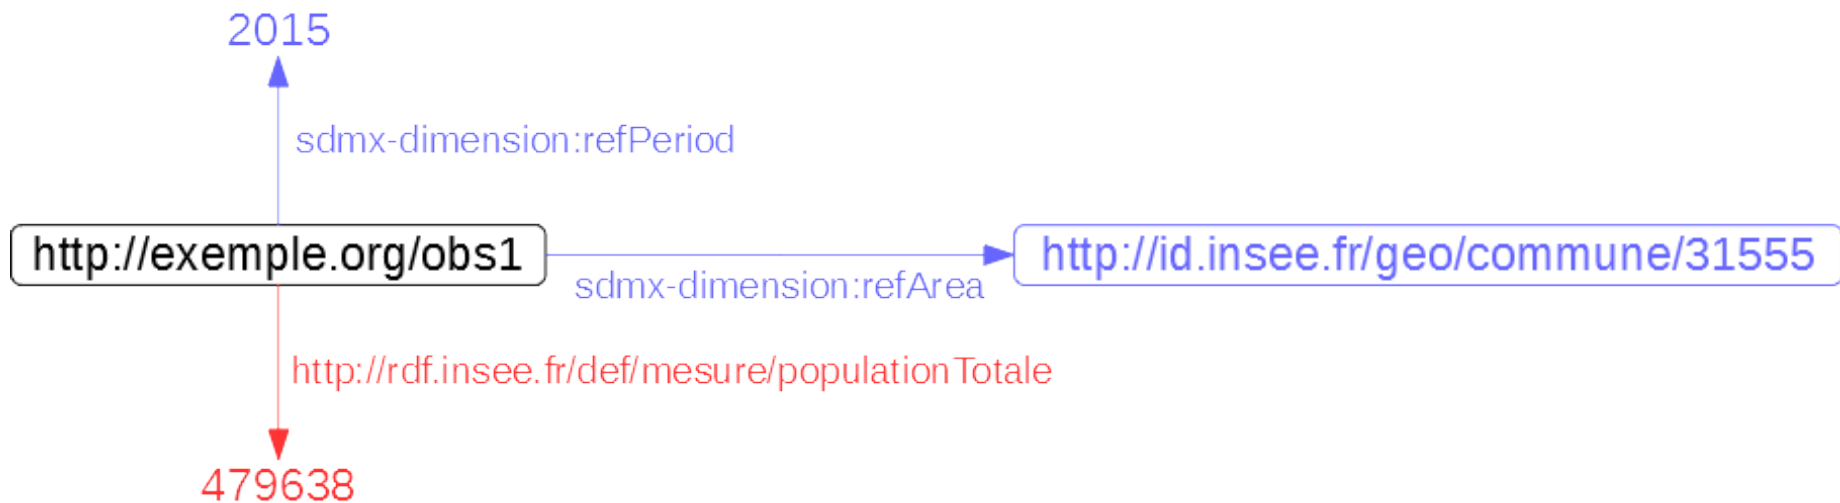 2015
sdmx-dimension:refPeriod
http://exemple.org/obs1
http://id.insee.fr/geo/commune/31555
sdmx-dimension:refArea
http://rdf.insee.fr/def/mesure/populationTotale
479638